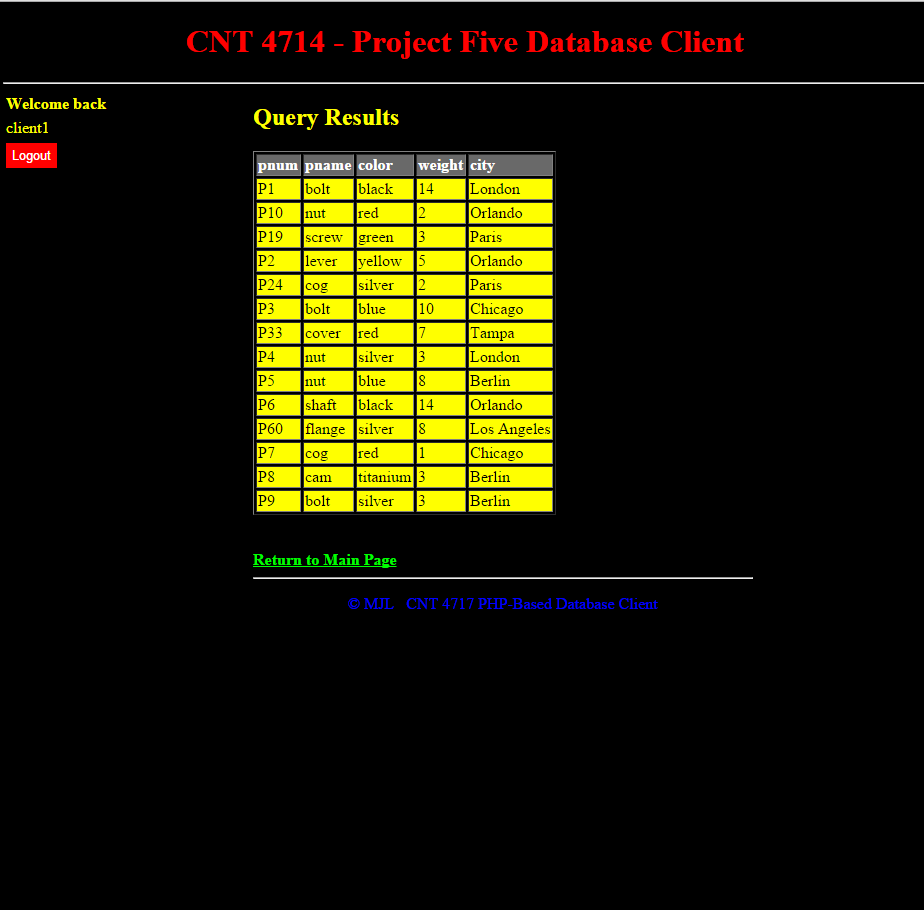 CNT 4714 - Project Five Database Client
Welcome back
client1
Logout
Query Results
pnum pname color weight city
P1 bolt black 14 London
P10 nut red 2 Orlando
P19 screw green 3 Paris
P2 lever yellow 5 Orlando
P24 cog silver 2 Paris
P3 bolt blue 10 Chicago
P33 cover red 7 Tampa
P4 nut silver 3 London
P5 nut blue 8 Berlin
P6 shaft black 14 Orlando
P60 flange silver 8 Los Angeles
P7 cog red 1 Chicago
P8 cam titanium 3 Berlin
P9 bolt silver 3 Berlin
Return to Main Page
© MJL CNT 4717 PHP-Based Database Client